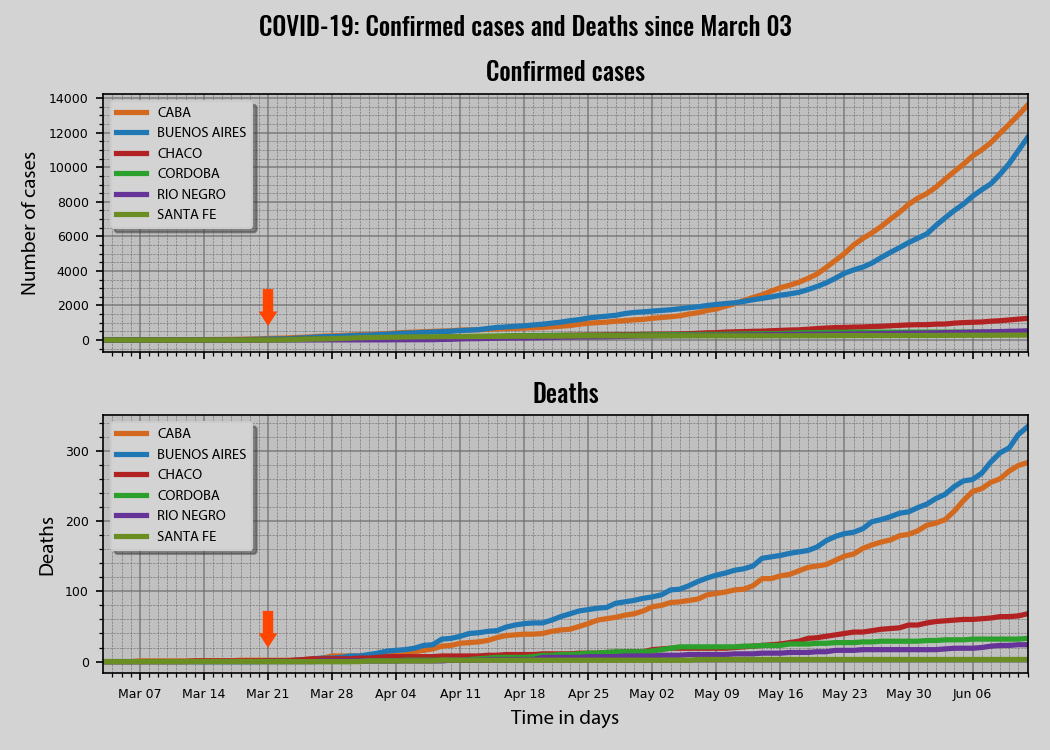 COVID-19: Confirmed cases and Deaths since March 03
Confirmed cases
14000
12000
10000
8000
6000
4000
2000
0
Number of cases
CABA
BUENOS AIRES
CHACO
CORDOBA
RIO NEGRO
SANTA FE
Deaths
300
200
100
0
Deaths
CABA
BUENOS AIRES
CHACO
CORDOBA
RIO NEGRO
SANTA FE
Mar 07 Mar 14 Mar 21 Mar 28 Apr 04 Apr 11 Apr 18 Apr 25 May 02 May 09 May 16 May 23 May 30 Jun 06
Time in days